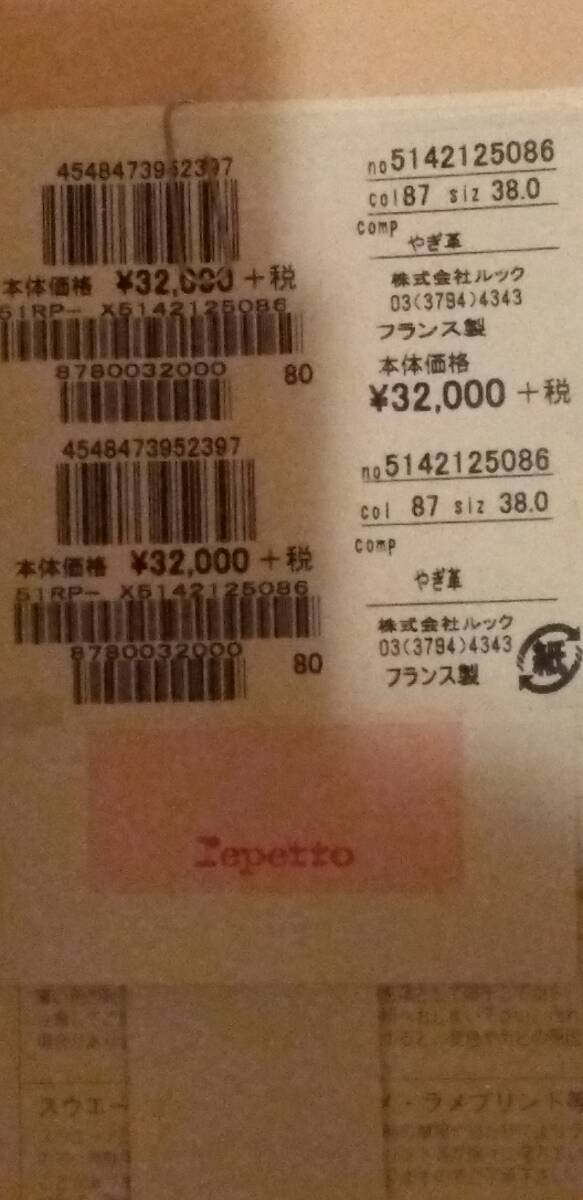 4548473952397
本体価格 ¥32,000 +税
51RP- X5142125086
8780032000
80
no5142125086
col87 siz 38.0
comp
やぎ革
株式会社ルック
03(3794)4343
フランス製
本体価格
¥32,000 +税
4548473952397
本体価格 ¥32,000 +税
51RP- X5142125086
8780032000
80
no5142125086
col 87 siz 38.0
comp
やぎ革
株式会社ルック
03(3794)4343
フランス製
紙
repetto
スウエー
・ラメプリント